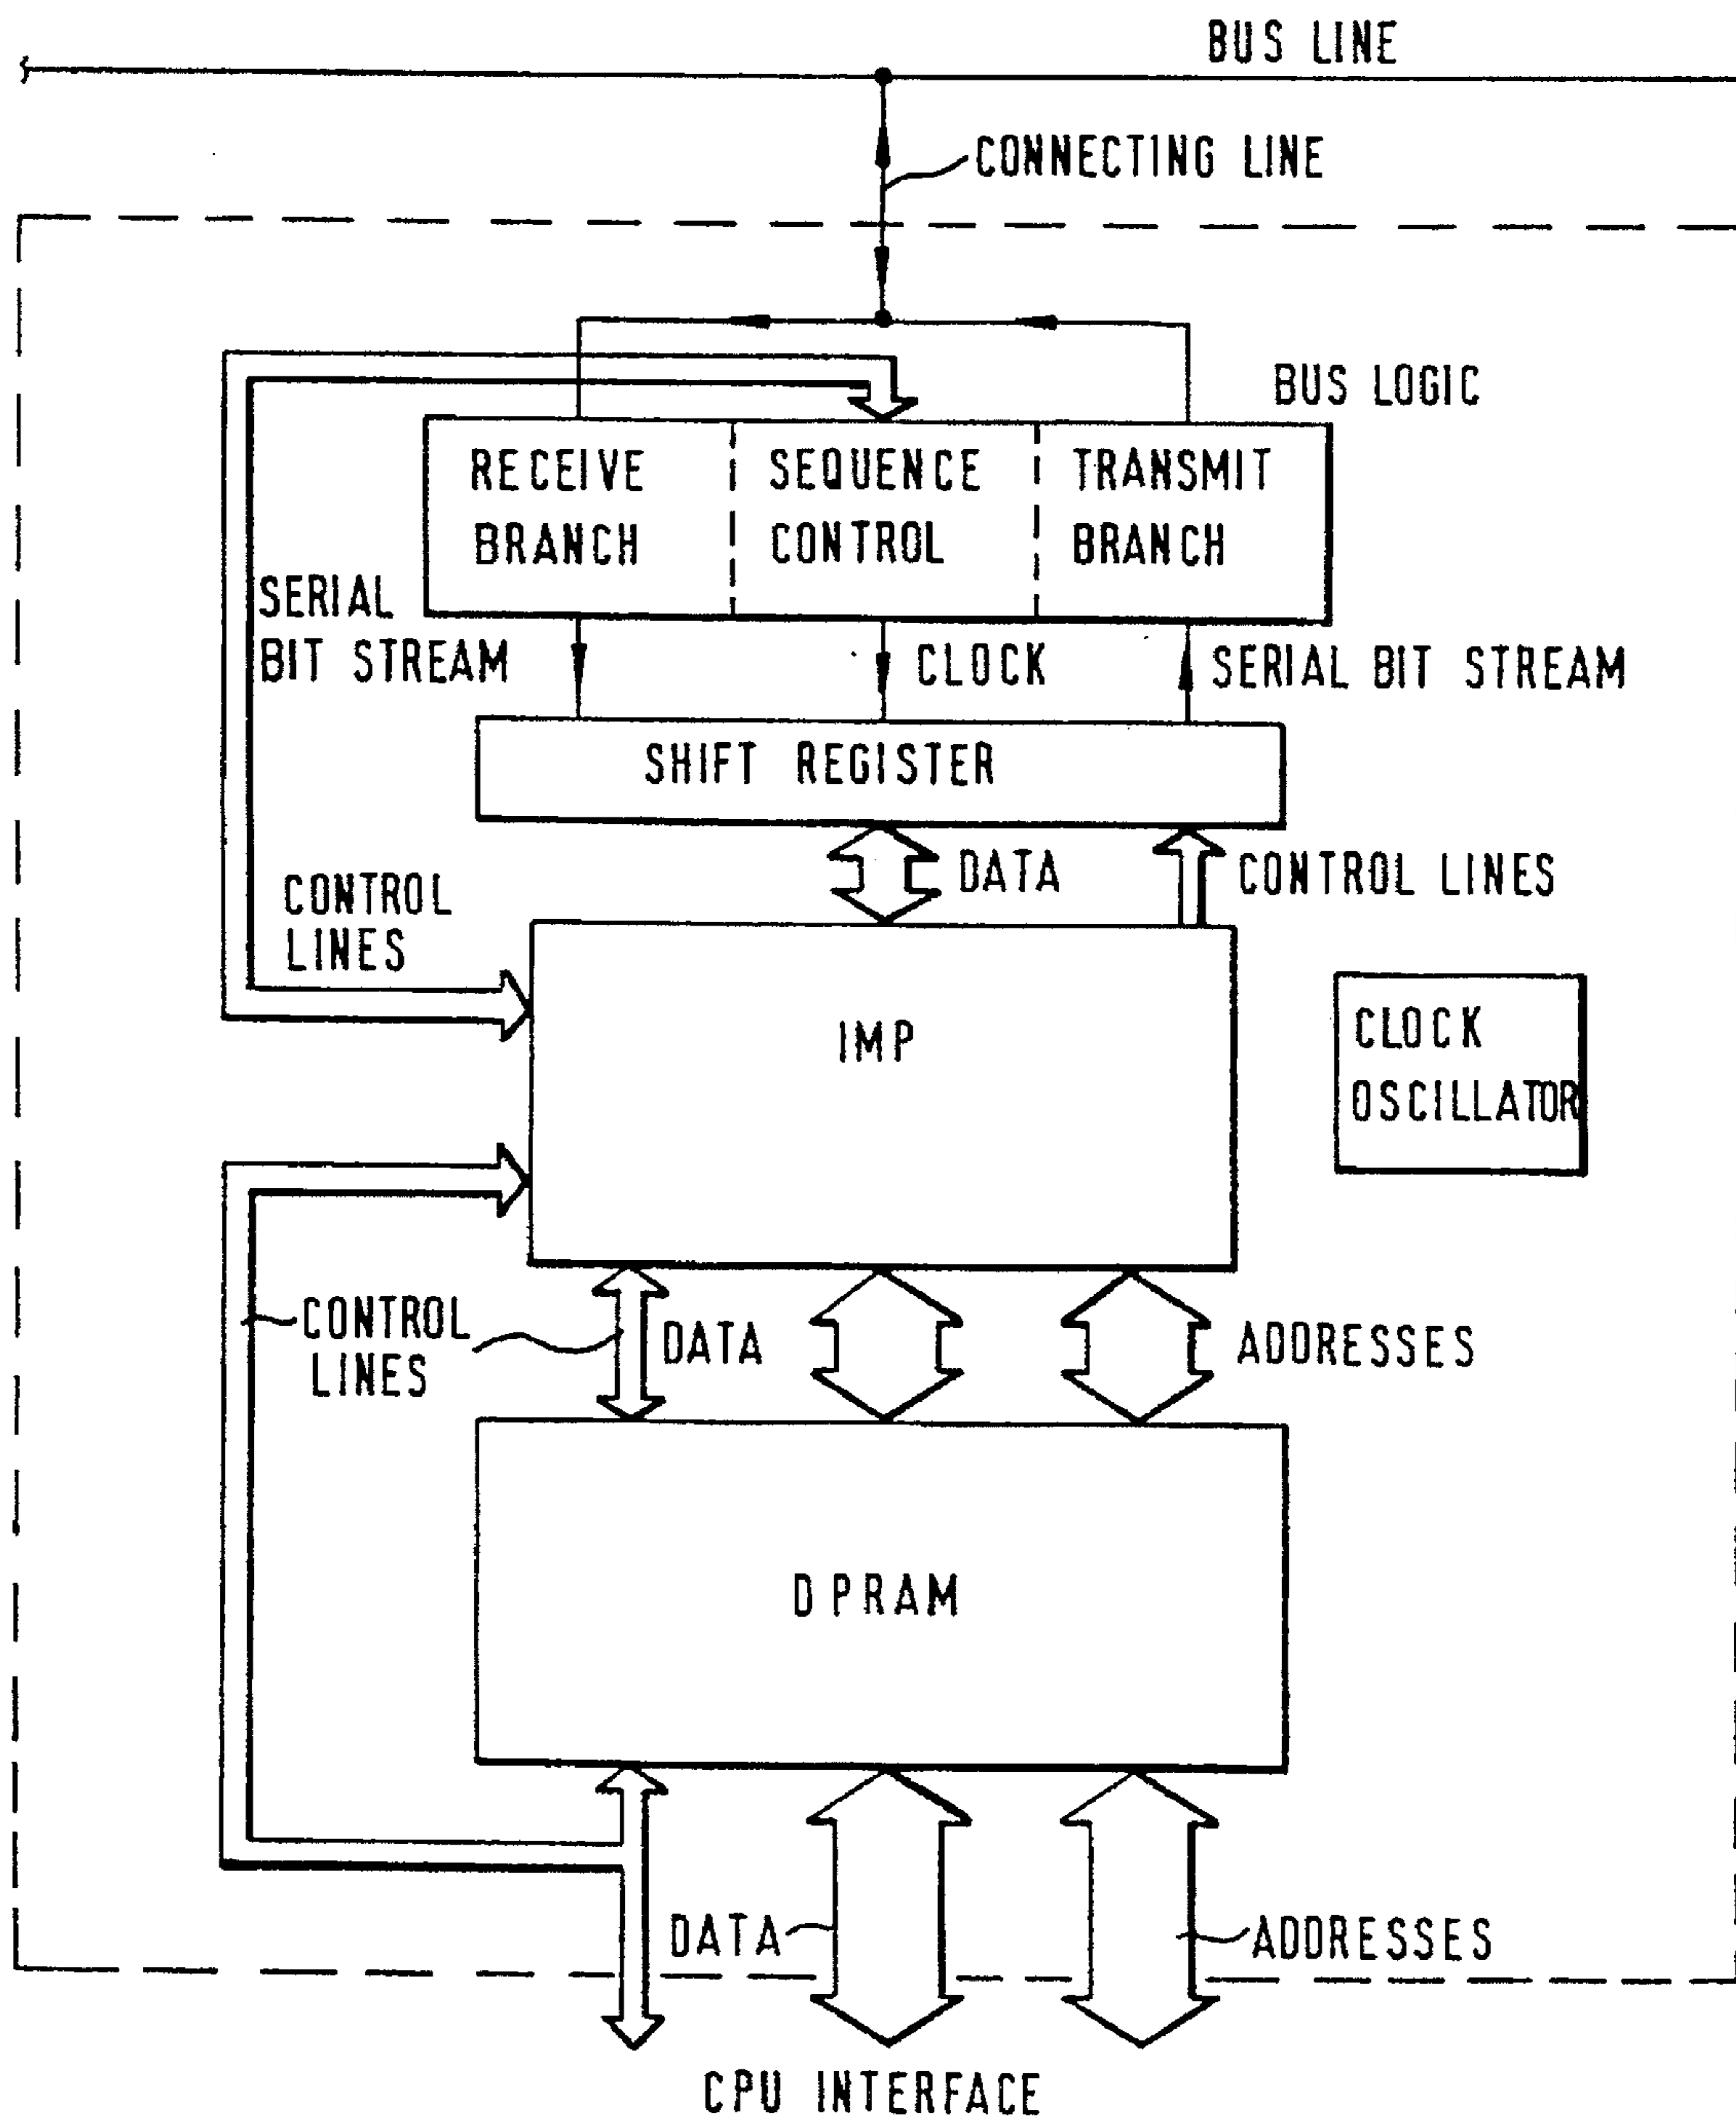 BUS LINE
CONNECTING LINE
BUS LOGIC
RECEIVE
BRANCH
SEQUENCE
CONTROL
TRANSMIT
BRANCH
SERIAL
BIT STREAM
CLOCK
SERIAL BIT STREAM
SHIFT REGISTER
DATA
CONTROL LINES
CONTROL
LINES
IMP
CLOCK
OSCILLATOR
CONTROL
LINES
DATA
ADDRESSES
DPRAM
DATA
ADDRESSES
CPU INTERFACE